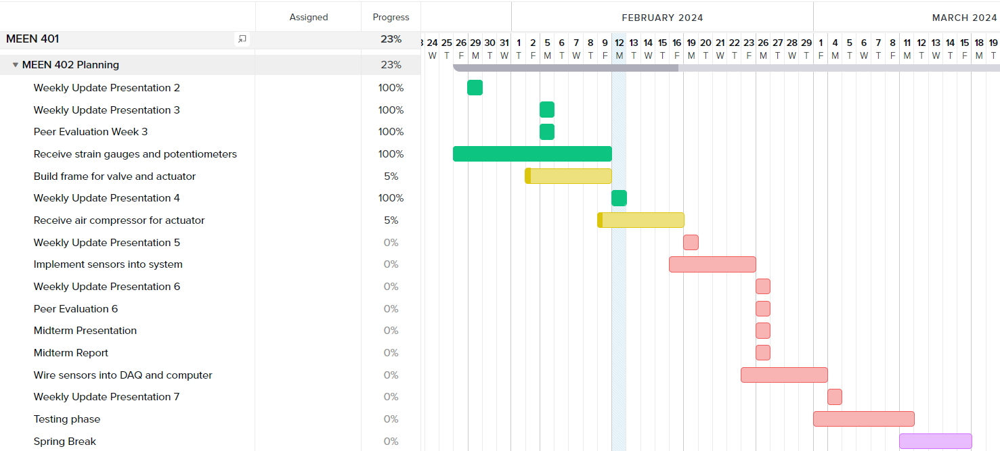 Assigned Progress FEBRUARY 2024 MARCH 2024
MEEN 401 23% 3 24 25 26 29 30 31 1 2 5 6 7 8 9 12 13 14 15 16 19 20 21 22 23 26 27 28 29 1 4 5 6 7 8 11 12 13 14 15 18 19
W T F M T W T F M T W T F M T W T F M T W T F M T W T F M T W T F M T W T F M T
MEEN 402 Planning 23%
Weekly Update Presentation 2 100%
Weekly Update Presentation 3 100%
Peer Evaluation Week 3 100%
Receive strain gauges and potentiometers 100%
Build frame for valve and actuator 5%
Weekly Update Presentation 4 100%
Receive air compressor for actuator 5%
Weekly Update Presentation 5 0%
Implement sensors into system 0%
Weekly Update Presentation 6 0%
Peer Evaluation 6 0%
Midterm Presentation 0%
Midterm Report 0%
Wire sensors into DAQ and computer 0%
Weekly Update Presentation 7 0%
Testing phase 0%
Spring Break 0%